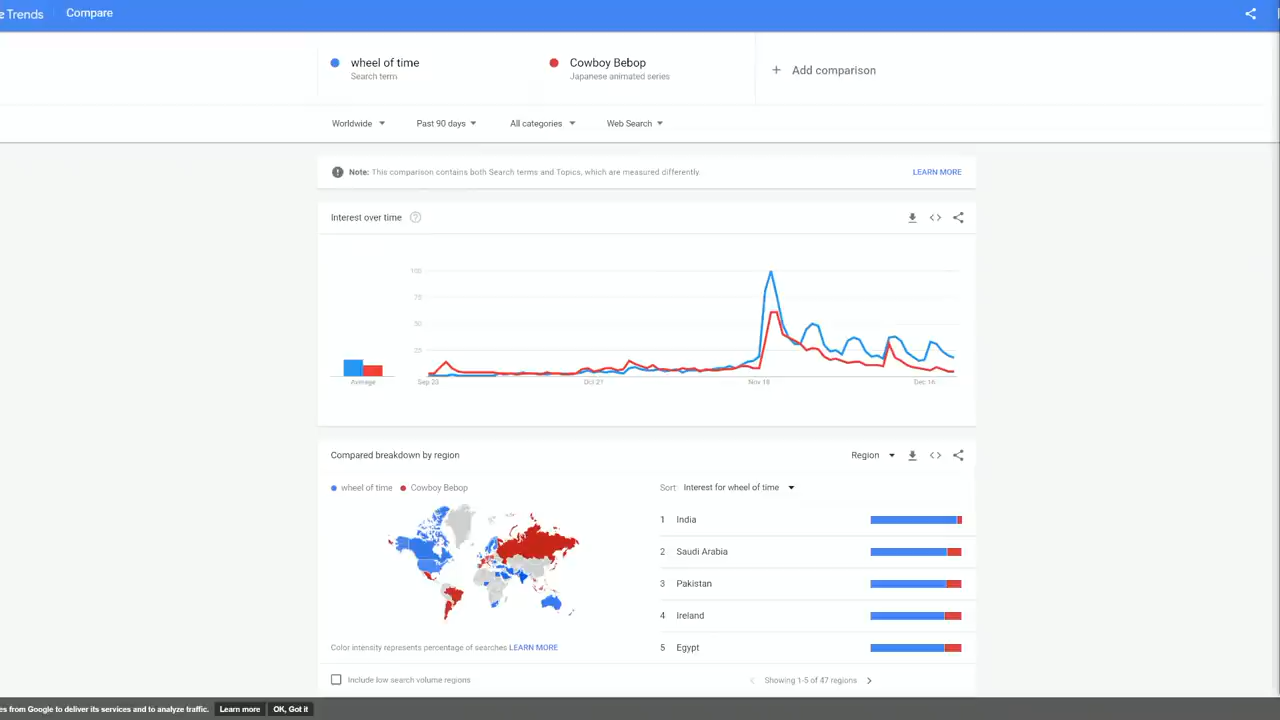 e Trends Compare
wheel of time
Search term
Cowboy Bebop
Japanese animated series
+ Add comparison
Worldwide Past 90 days All categories Web Search
Note: This comparison contains both Search terms and Topics, which are measured differently. LEARN MORE
Interest over time
100
75
50
25
Average
Sep 23 Oct 21 Nov 18 Dec 16
Compared breakdown by region Region
wheel of time Cowboy Bebop
Sort: Interest for wheel of time
1 India
2 Saudi Arabia
3 Pakistan
4 Ireland
5 Egypt
Color intensity represents percentage of searches LEARN MORE
Include low search volume regions
Showing 1-5 of 47 regions
es from Google to deliver its services and to analyze traffic. Learn more OK, Got it